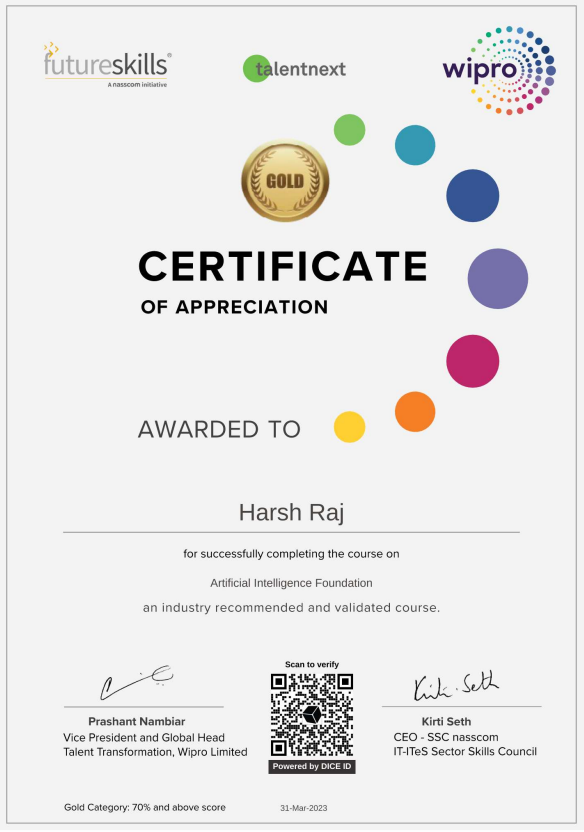 futureskills®
A nasscom initiative
talentnext
wipro
GOLD
CERTIFICATE
OF APPRECIATION
AWARDED TO
Harsh Raj
for successfully completing the course on
Artificial Intelligence Foundation
an industry recommended and validated course.
Scan to verify
Kirti Seth
Prashant Nambiar
Vice President and Global Head
Talent Transformation, Wipro Limited
Powered by DICE ID
Kirti Seth
CEO - SSC nasscom
IT-ITeS Sector Skills Council
Gold Category: 70% and above score
31-Mar-2023